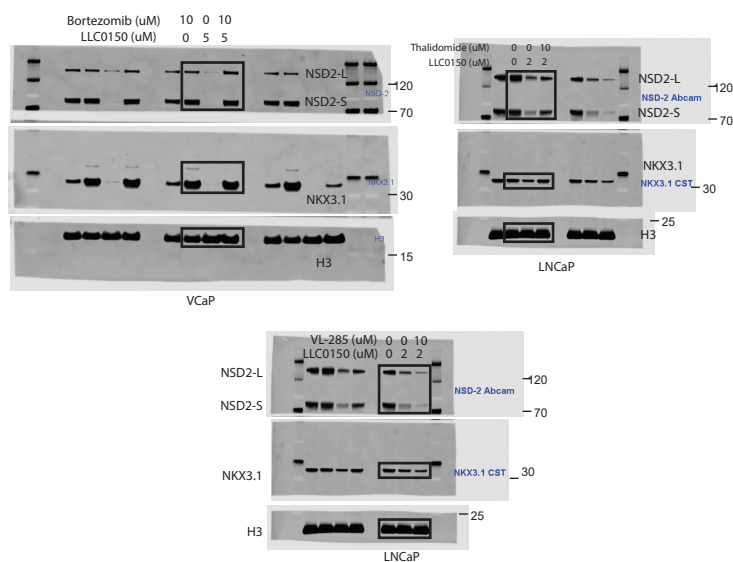 Bortezomib (uM) 10 0 10
LLC0150 (uM) 0 5 5
NSD2-L
120
NSD-2
NSD2-S
70
NKX3.1
30
NKX3.1
H3
15
H3
VCaP
Thalidomide (uM) 0 0 10
LLC0150 (uM) 0 2 2
NSD2-L
120
NSD-2 Abcam
NSD2-S
70
NKX3.1
NKX3.1 CST 30
25
H3
LNCaP
VL-285 (uM) 0 0 10
LLC0150 (uM) 0 2 2
NSD2-L
120
NSD-2 Abcam
NSD2-S
70
NKX3.1
NKX3.1 CST 30
25
H3
LNCaP